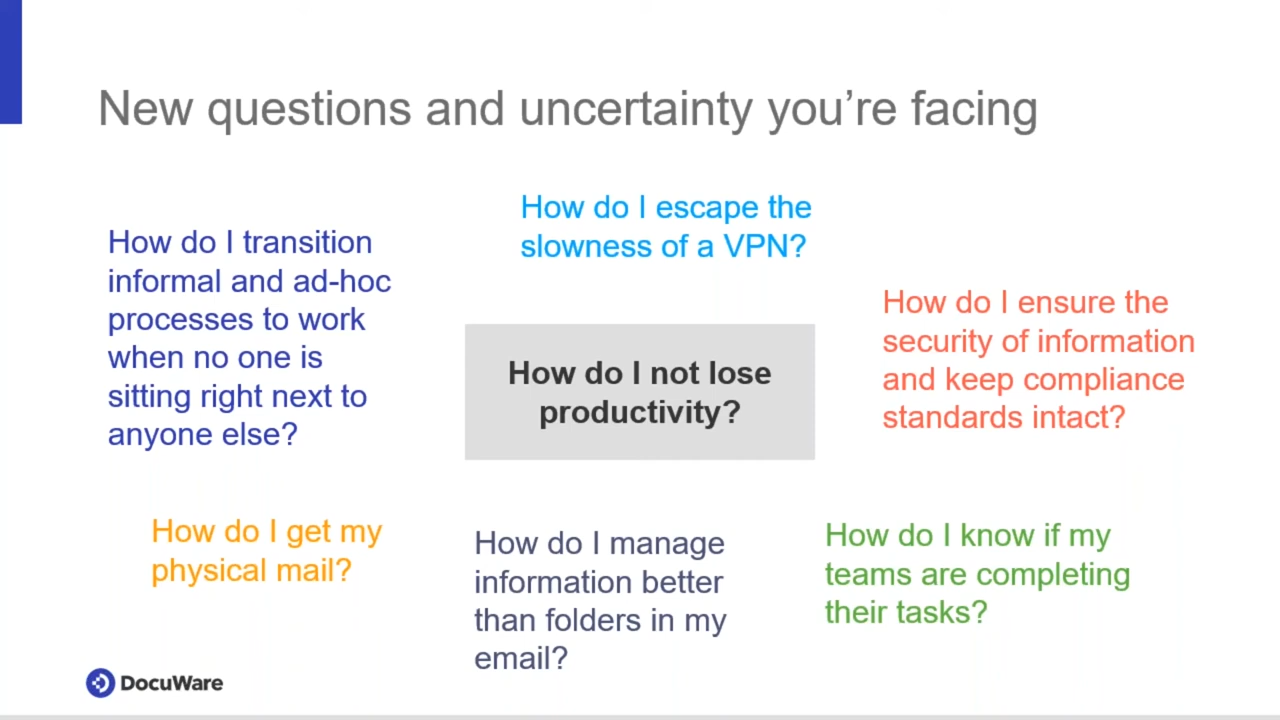 New questions and uncertainty you’re facing
How do I escape the
slowness of a VPN?
How do I transition
informal and ad-hoc
processes to work
when no one is
sitting right next to
anyone else?
How do I ensure the
security of information
and keep compliance
standards intact?
How do I not lose
productivity?
How do I get my
physical mail?
How do I manage
information better
than folders in my
email?
How do I know if my
teams are completing
their tasks?
DocuWare